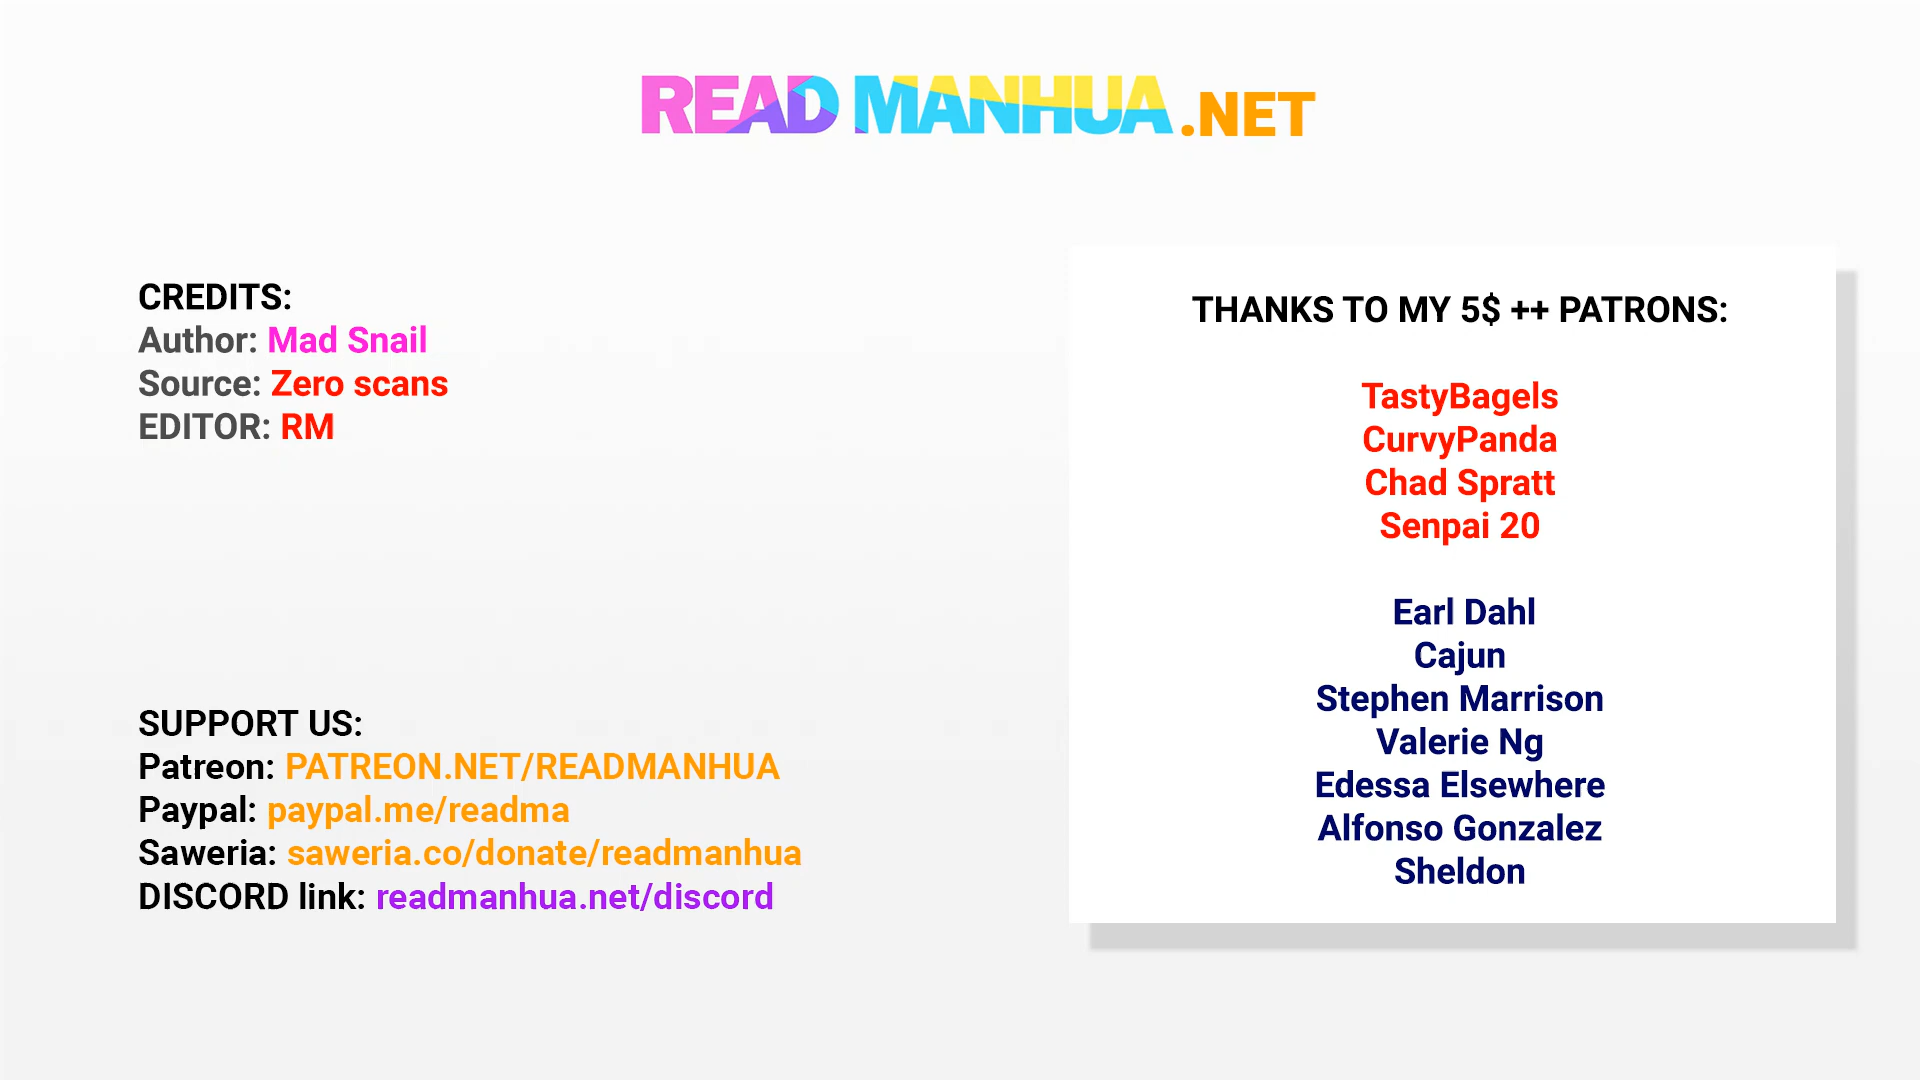 READ MANHUA .NET
CREDITS:
Author: Mad Snail
Source: Zero scans
EDITOR: RM
SUPPORT US:
Patreon: PATREON.NET/READMANHUA
Paypal: paypal.me/readma
Saweria: saweria.co/donate/readmanhua
DISCORD link: readmanhua.net/discord
THANKS TO MY 5$ ++ PATRONS:
TastyBagels
CurvyPanda
Chad Spratt
Senpai 20
Earl Dahl
Cajun
Stephen Marrison
Valerie Ng
Edessa Elsewhere
Alfonso Gonzalez
Sheldon